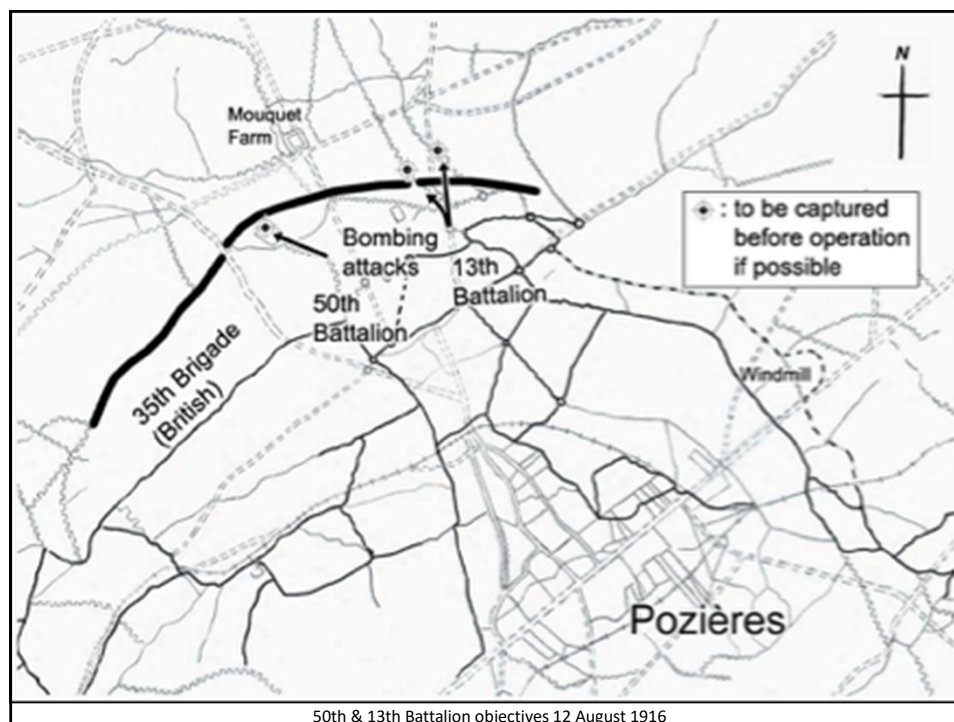 N
Mouquet
Farm
: to be captured
before operation
if possible
Bombing
attacks
13th
Battalion
50th
Battalion
35th Brigade
(British)
Windmill
Pozières
50th & 13th Battalion objectives 12 August 1916